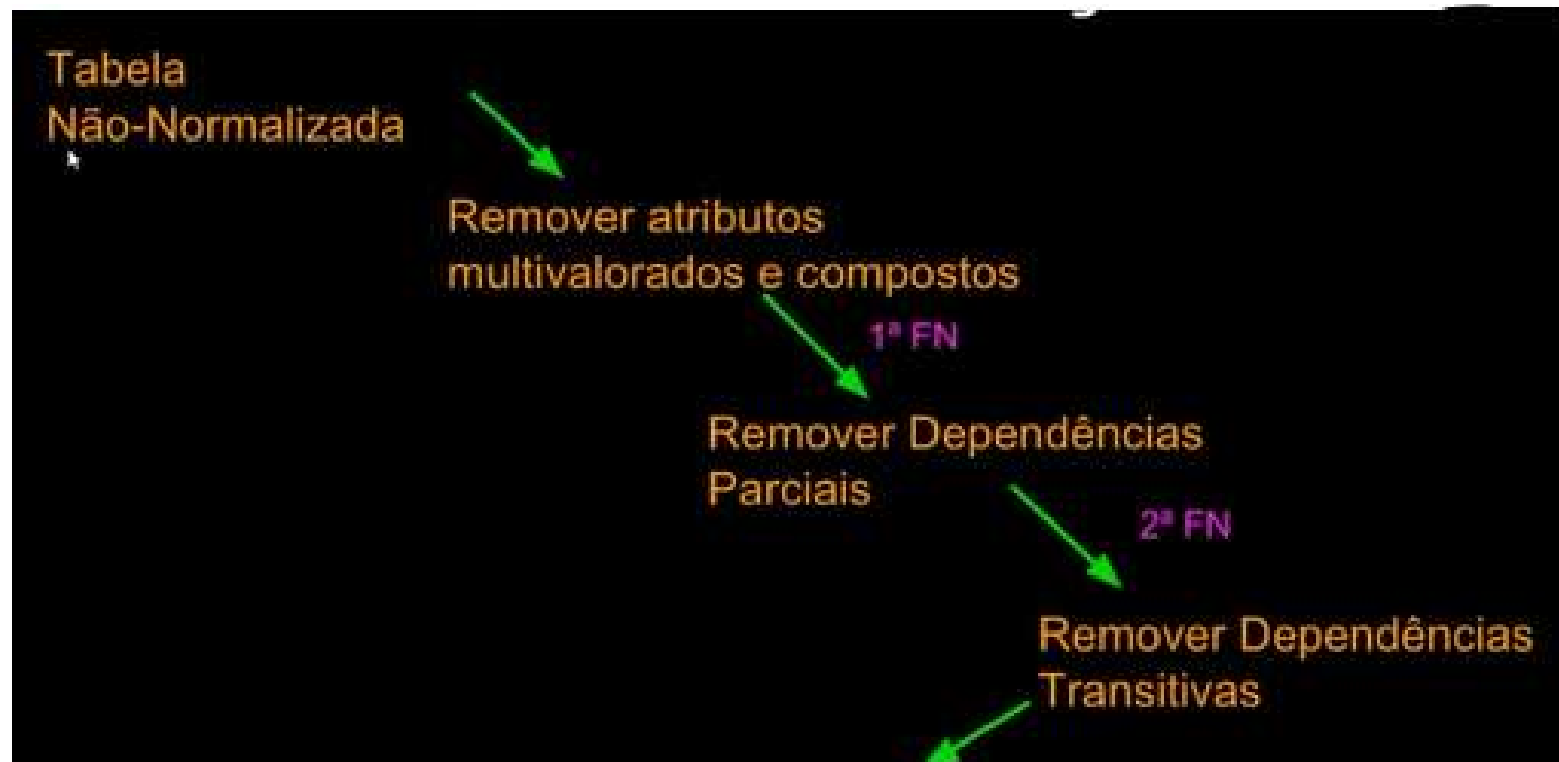 Tabela
Não-Normalizada
Remover atributos
multivalorados e compostos
1ª FN
Remover Dependências
Parciais
2ª FN
Remover Dependências
Transitivas